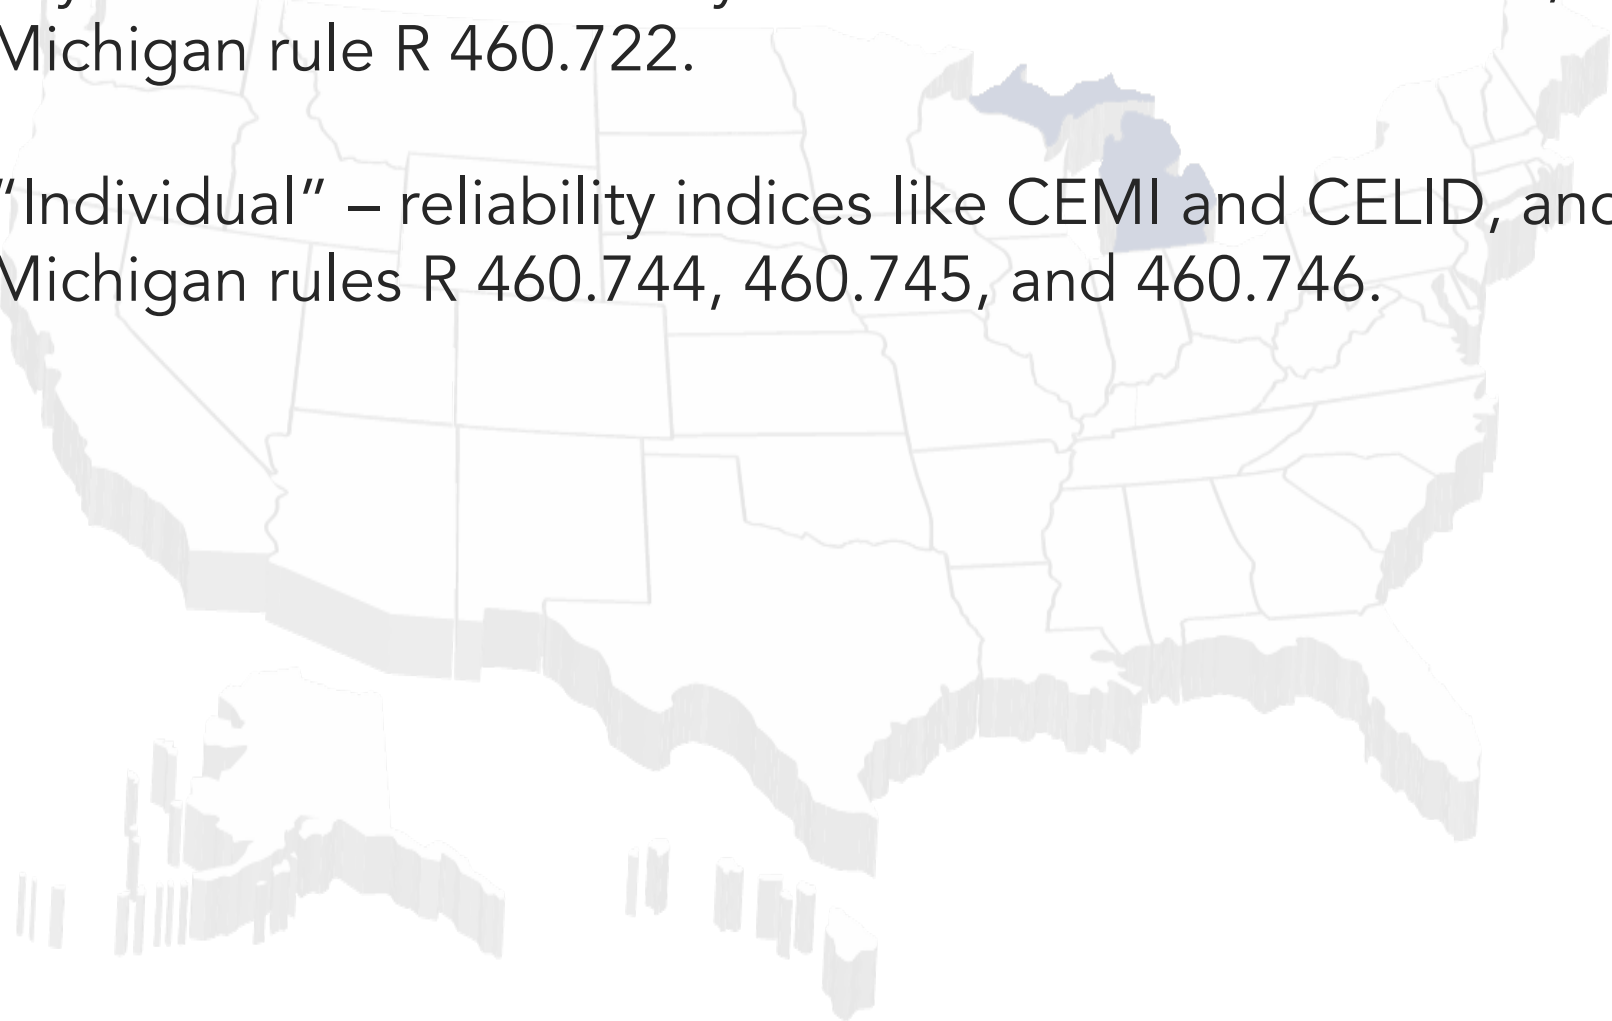 Michigan rule R 460.722.
“Individual” – reliability indices like CEMI and CELID, and
Michigan rules R 460.744, 460.745, and 460.746.